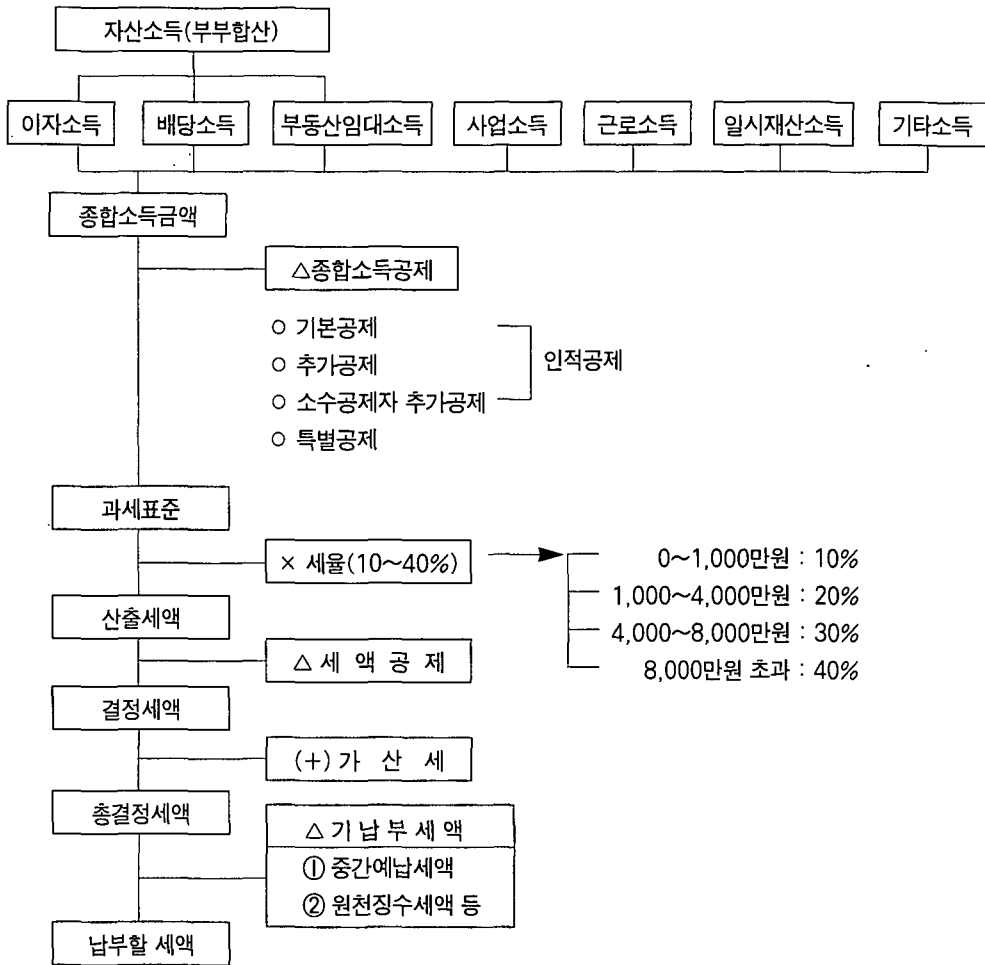 자산소득(부부합산)
이자소득 배당소득 부동산임대소득 사업소득 근로소득 일시재산소득 기타소득
종합소득금액
△종합소득공제
○ 기본공제
○ 추가공제
인적공제
○ 소수공제자 추가공제
○ 특별공제
과세표준
× 세율(10~40%)
0~1,000만원 : 10%
1,000~4,000만원 : 20%
4,000~8,000만원 : 30%
8,000만원 초과 : 40%
산출세액
△ 세 액 공 제
결정세액
(+) 가 산 세
총결정세액
△ 기 납 부 세 액
① 중간예납세액
② 원천징수세액 등
납부할 세액